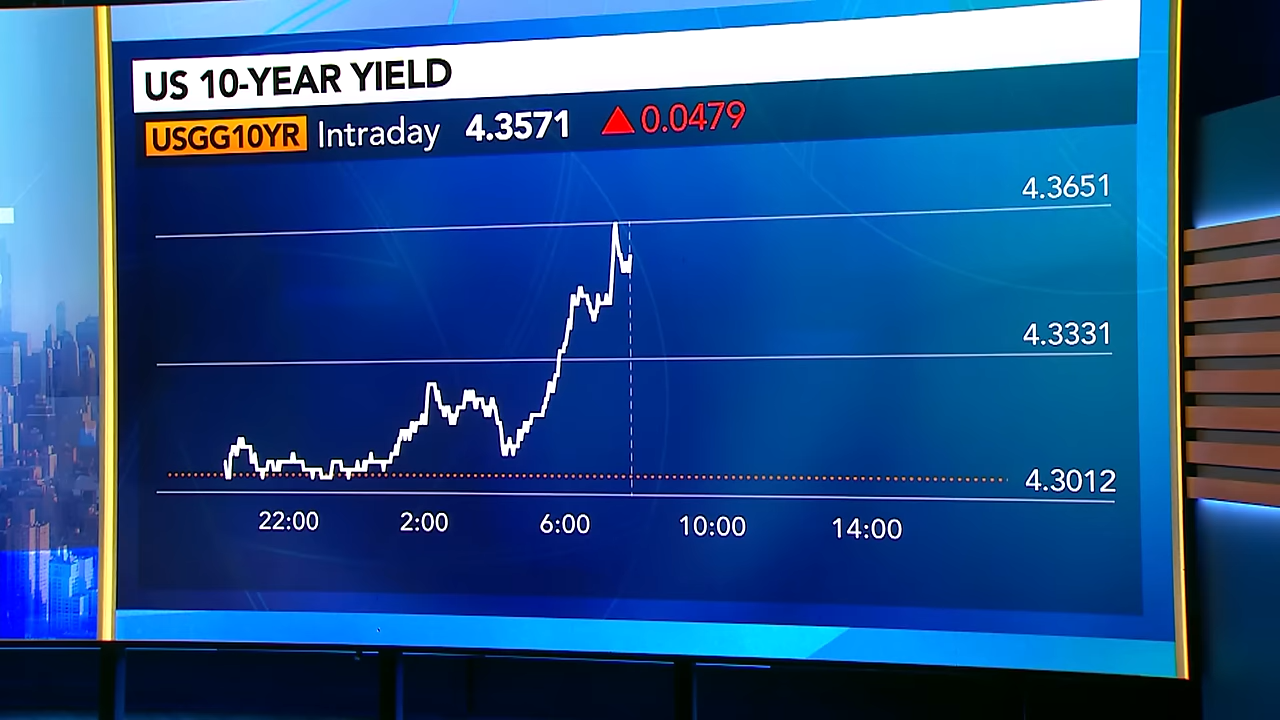 US 10-YEAR YIELD
USGG10YR Intraday 4.3571 ▲0.0479
4.3651
4.3331
4.3012
22:00 2:00 6:00 10:00 14:00